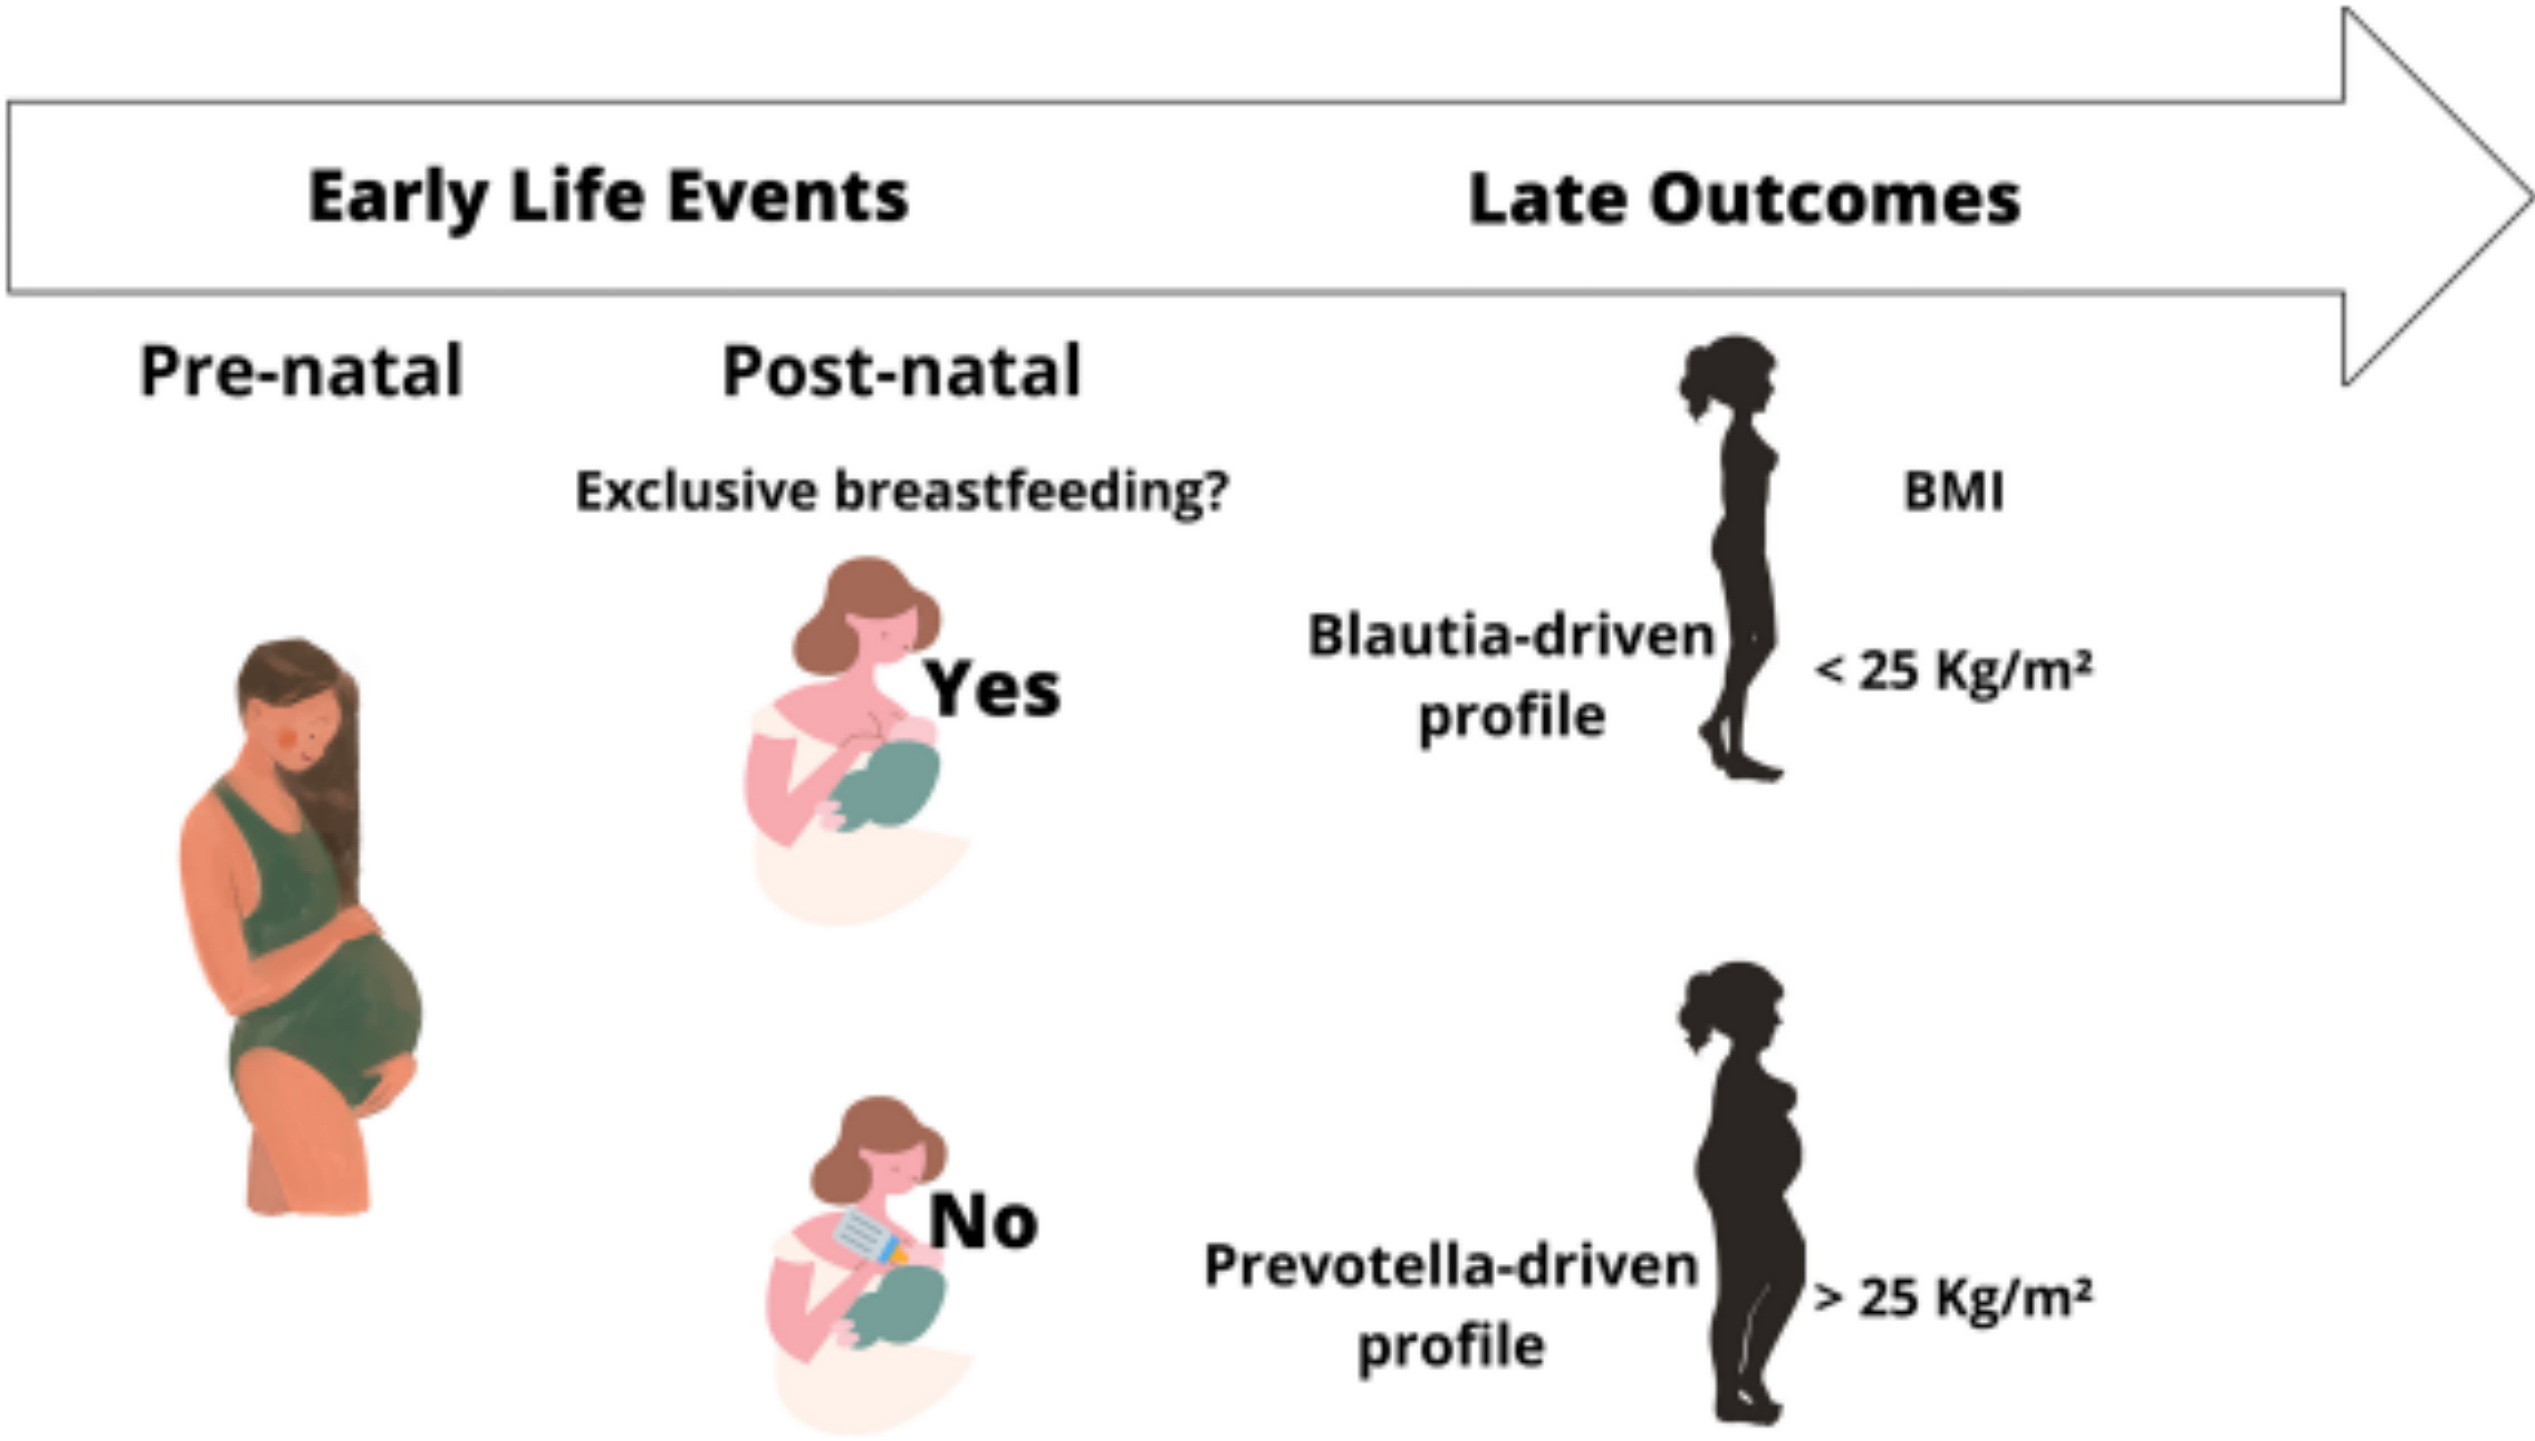 Early Life Events
Late Outcomes
Pre-natal
Post-natal
Exclusive breastfeeding?
BMI
Yes
Blautia-driven
profile
< 25 Kg/m²
No
Prevotella-driven
profile
> 25 Kg/m²